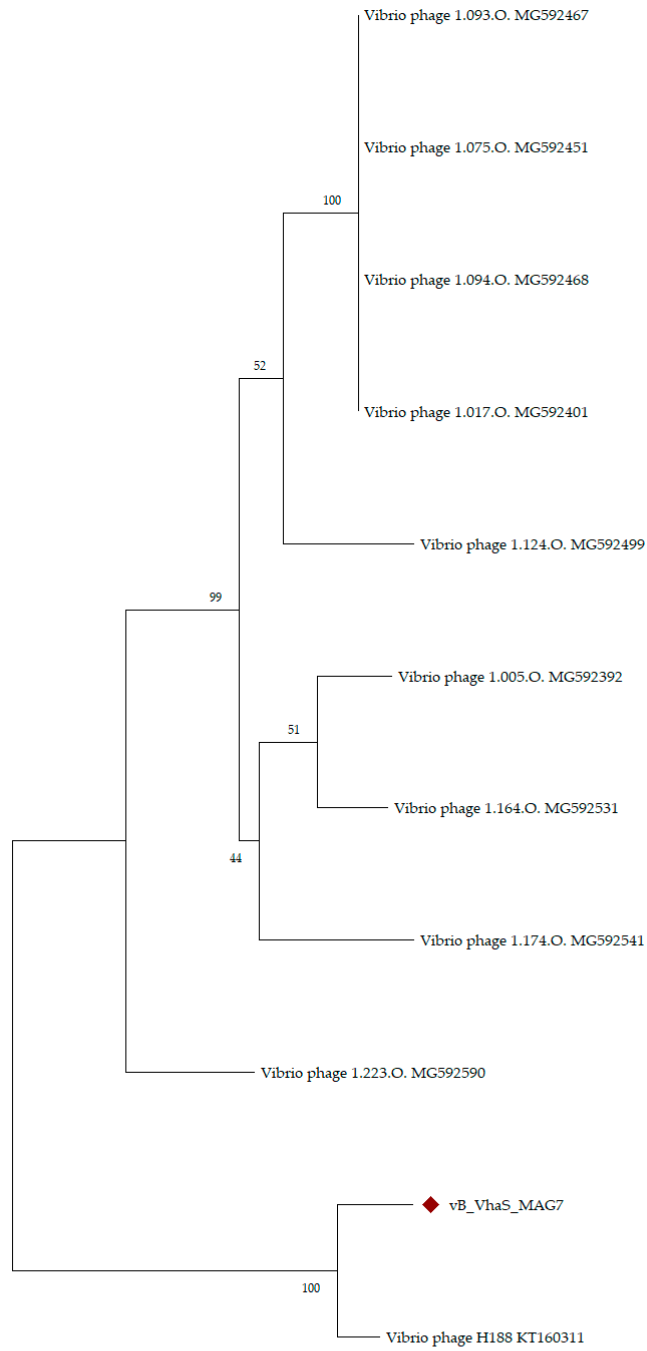 Vibrio phage 1.093.O. MG592467
Vibrio phage 1.075.O. MG592451
100
Vibrio phage 1.094.O. MG592468
52
Vibrio phage 1.017.O. MG592401
Vibrio phage 1.124.O. MG592499
99
Vibrio phage 1.005.O. MG592392
51
Vibrio phage 1.164.O. MG592531
44
Vibrio phage 1.174.O. MG592541
Vibrio phage 1.223.O. MG592590
vB_VhaS_MAG7
100
Vibrio phage H188 KT160311